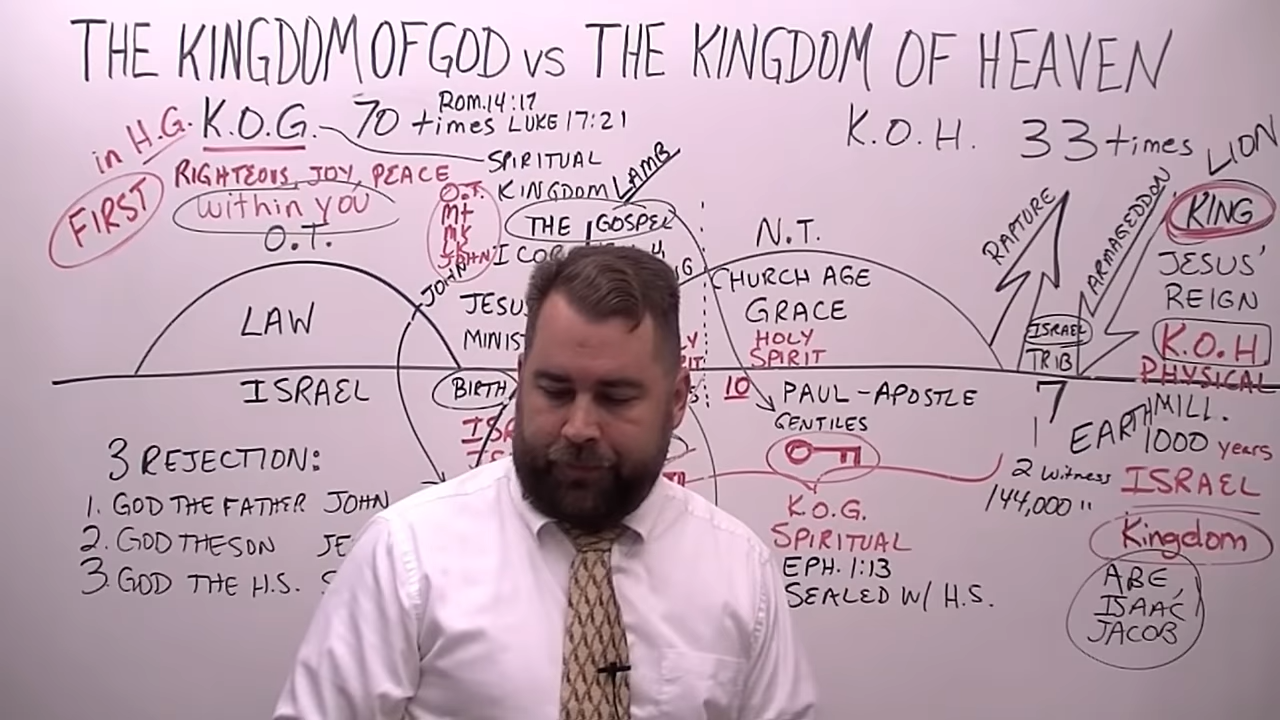 THE KINGDOM OF GOD VS THE KINGDOM OF HEAVEN
in H.G. K.O.G. 70 times
ROM. 14:17
LUKE 17:21
K.O.H. 33 times
FIRST
RIGHTEOUS, JOY, PEACE
within you
SPIRITUAL
KINGDOM
LAMB
LION
O.T.
MT
MK
JOHN
THE GOSPEL
I COR
O.T.
LAW
JOHN
JESUS
MINIST
N.T.
CHURCH AGE
GRACE
HOLY
SPIRIT
RAPTURE
ARMAGEDDON
KING
JESUS'
REIGN
K.O.H
PHYSICAL
ISRAEL
TRIB
7
ISRAEL
BIRTH
10
PAUL-APOSTLE
GENTILES
K.O.G.
SPIRITUAL
EPH. 1:13
SEALED W/ H.S.
3 REJECTION:
1. GOD THE FATHER JOHN
2. GOD THE SON JE
3. GOD THE H.S. S
EARTH
MILL.
1000 years
2 witness
144,000 "
ISRAEL
Kingdom
ABE,
ISAAC
JACOB